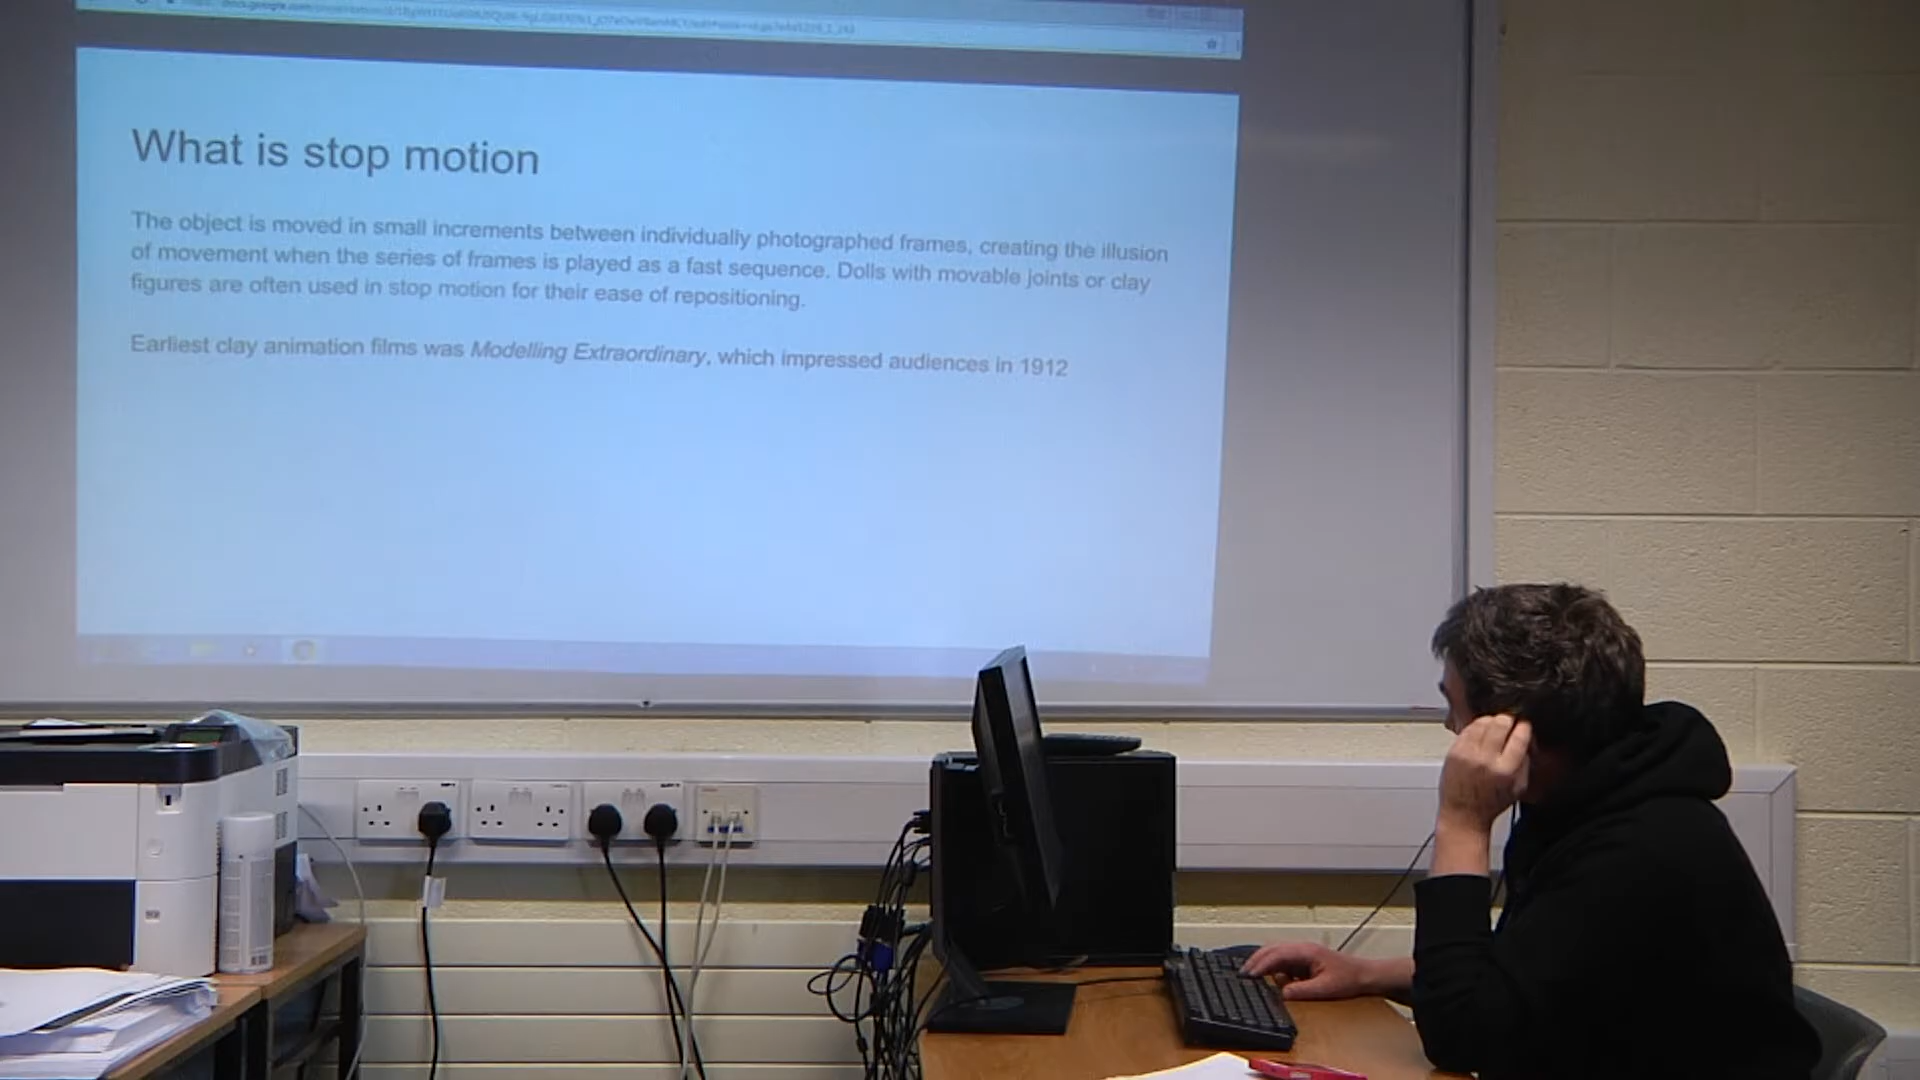 What is stop motion
The object is moved in small increments between individually photographed frames, creating the illusion
of movement when the series of frames is played as a fast sequence. Dolls with movable joints or clay
figures are often used in stop motion for their ease of repositioning.
Earliest clay animation films was Modelling Extraordinary, which impressed audiences in 1912